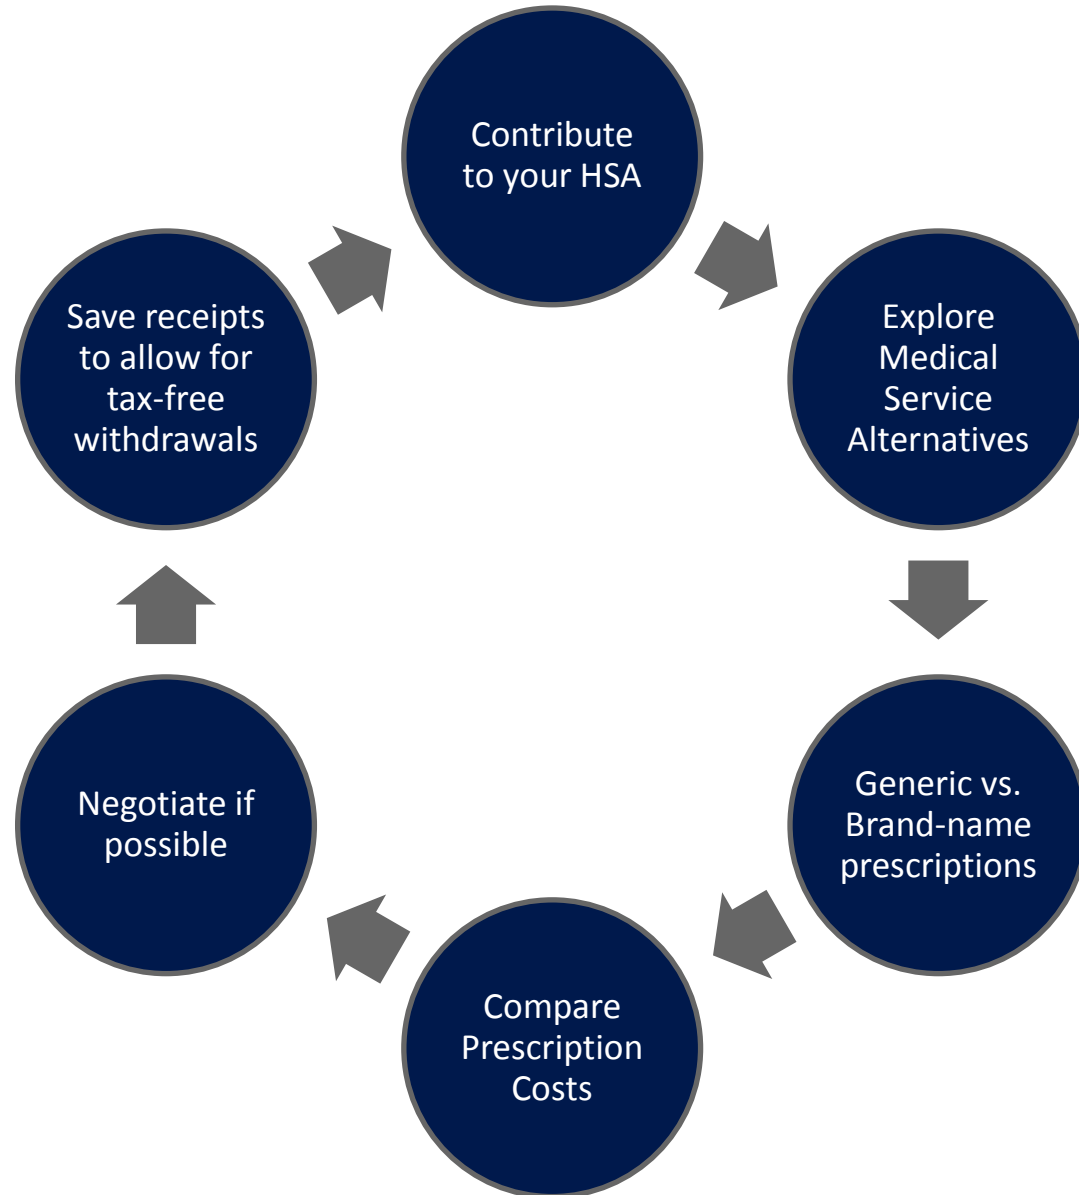 Contribute
to your HSA
Explore
Medical
Service
Alternatives
Generic vs.
Brand-name
prescriptions
Compare
Prescription
Costs
Negotiate if
possible
Save receipts
to allow for
tax-free
withdrawals